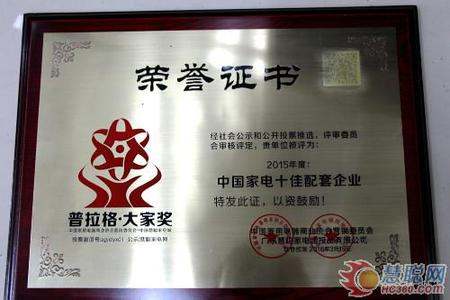 荣誉证书
经社会公示和公开投票推选，评审委员
会审核评定，贵单位被评为：
2015年度：
中国家电十佳配套企业
特发此证，以资鼓励！
普拉格·大家奖
慧聪网
HC360.COM